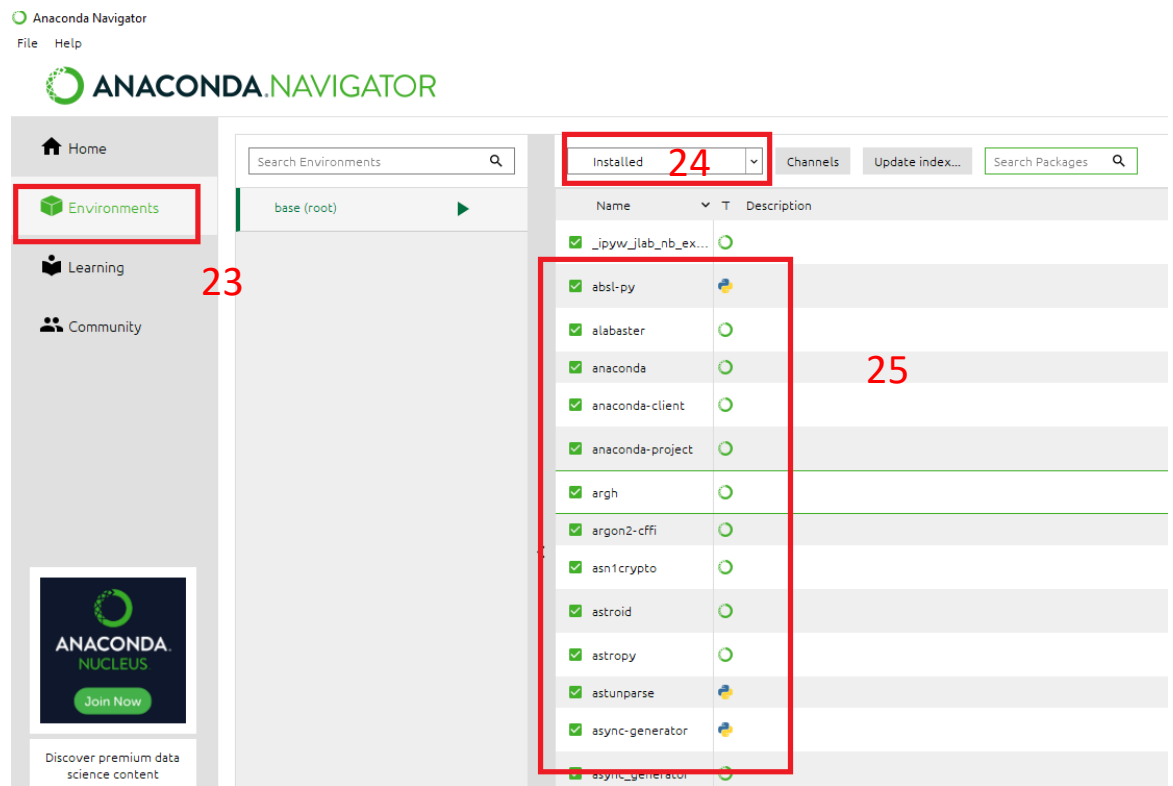 Anaconda Navigator
File Help
ANACONDA.NAVIGATOR
Home
Environments
23
Learning
Community
ANACONDA.
NUCLEUS
Join Now
Discover premium data
science content
Search Environments
base (root)
Installed 24 Channels Update index... Search Packages
Name T Description
_ipyw_jlab_nb_ex...
absl-py
alabaster
anaconda
25
anaconda-client
anaconda-project
argh
argon2-cffi
asn1crypto
astroid
astropy
astunparse
async-generator
async_generator